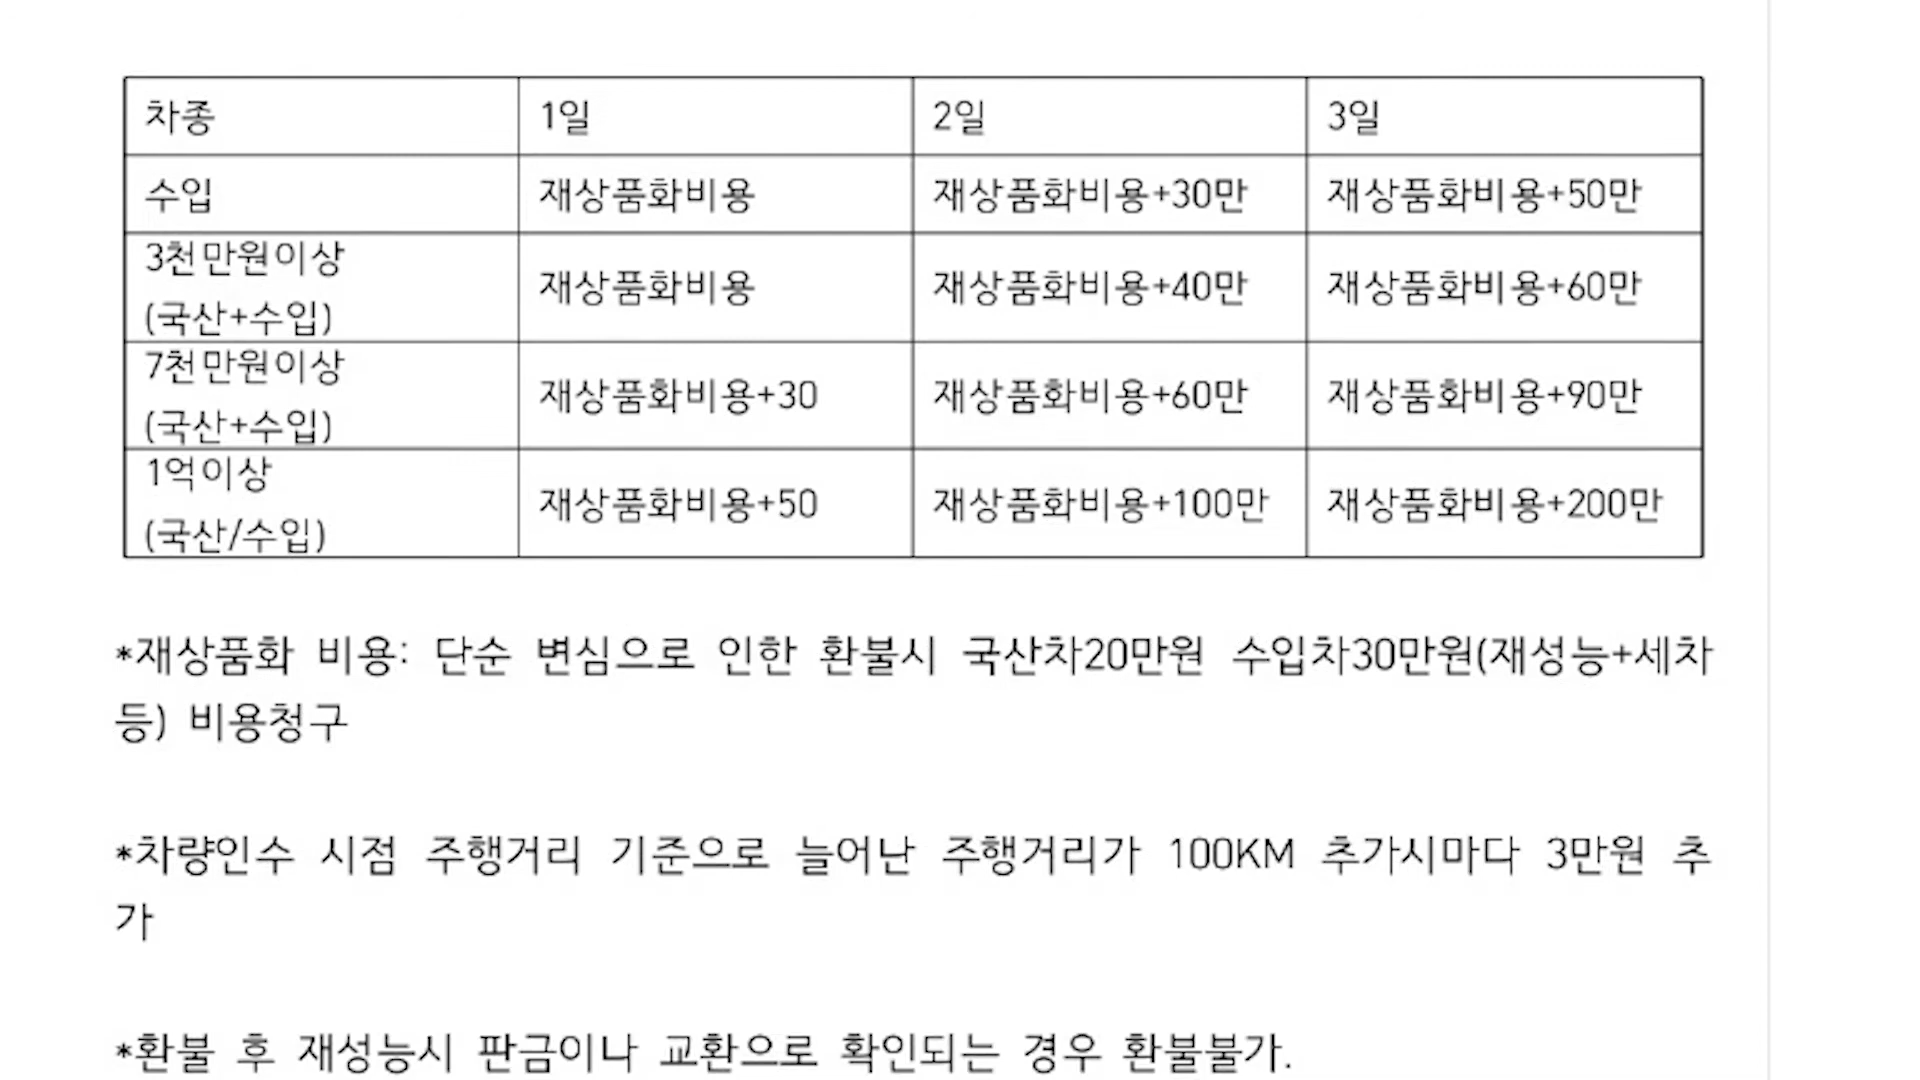 차종 1일 2일 3일
수입 재상품화비용 재상품화비용+30만 재상품화비용+50만
3천만원이상
(국산+수입) 재상품화비용 재상품화비용+40만 재상품화비용+60만
7천만원이상
(국산+수입) 재상품화비용+30 재상품화비용+60만 재상품화비용+90만
1억이상
(국산/수입) 재상품화비용+50 재상품화비용+100만 재상품화비용+200만
*재상품화 비용: 단순 변심으로 인한 환불시 국산차20만원 수입차30만원(재성능+세차
등) 비용청구
*차량인수 시점 주행거리 기준으로 늘어난 주행거리가 100KM 추가시마다 3만원 추
가
*환불 후 재성능시 판금이나 교환으로 확인되는 경우 환불불가.